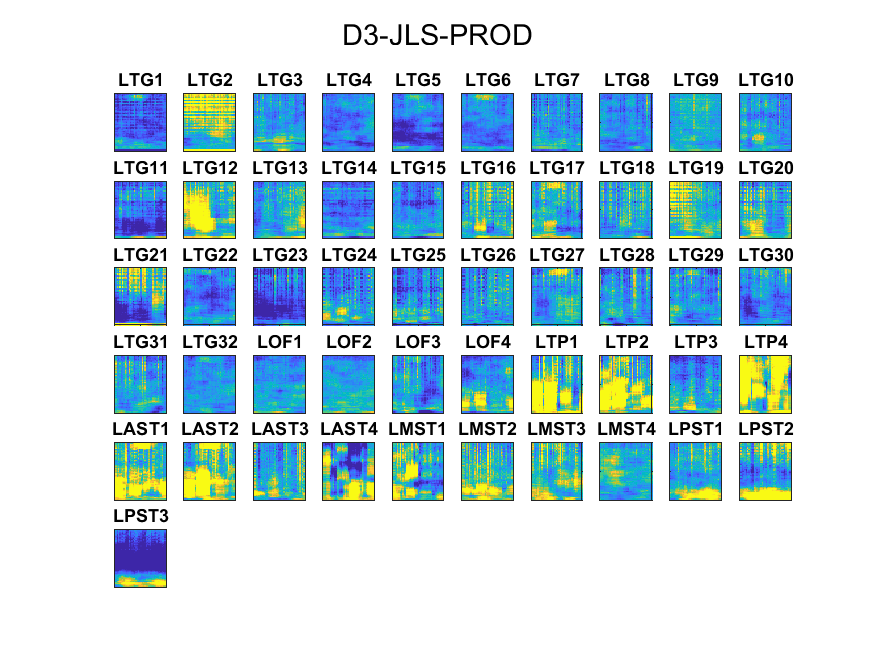 D3-JLS-PROD
LTG1 LTG2 LTG3 LTG4 LTG5 LTG6 LTG7 LTG8 LTG9 LTG10
LTG11 LTG12 LTG13 LTG14 LTG15 LTG16 LTG17 LTG18 LTG19 LTG20
LTG21 LTG22 LTG23 LTG24 LTG25 LTG26 LTG27 LTG28 LTG29 LTG30
LTG31 LTG32 LOF1 LOF2 LOF3 LOF4 LTP1 LTP2 LTP3 LTP4
LAST1 LAST2 LAST3 LAST4 LMST1 LMST2 LMST3 LMST4 LPST1 LPST2
LPST3